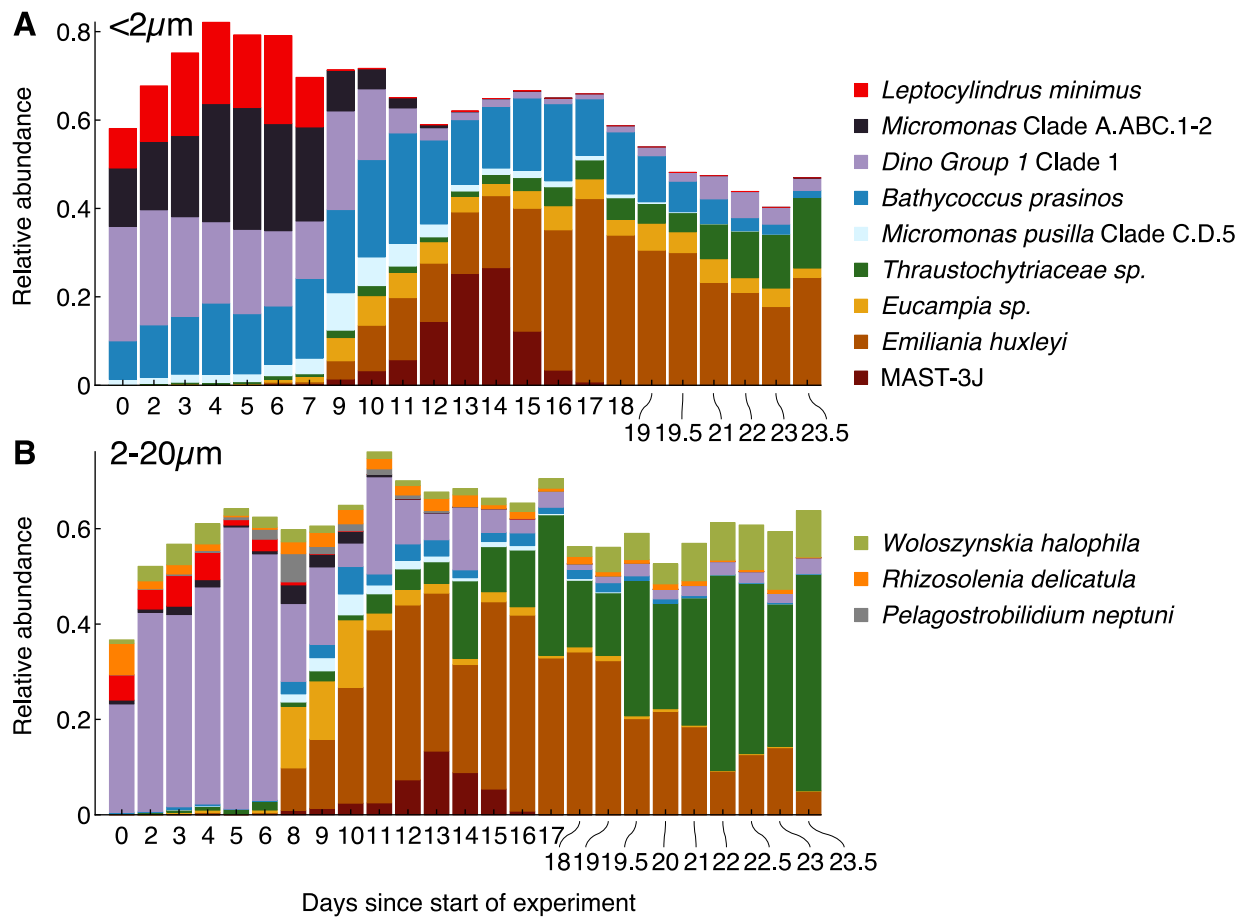 A
<2µm
0.8
0.6
0.4
0.2
0
Relative abundance
0 2 3 4 5 6 7 9 10 11 12 13 14 15 16 17 18
19 19.5 21 22 23 23.5
Leptocylindrus minimus
Micromonas Clade A.ABC.1-2
Dino Group 1 Clade 1
Bathycoccus prasinos
Micromonas pusilla Clade C.D.5
Thraustochytriaceae sp.
Eucampia sp.
Emiliania huxleyi
MAST-3J
B
2-20µm
0.6
0.4
0.2
0
Relative abundance
0 2 3 4 5 6 8 9 10 11 12 13 14 15 16 17
18 19 19.5 20 21 22 22.5 23 23.5
Days since start of experiment
Woloszynskia halophila
Rhizosolenia delicatula
Pelagostrobilidium neptuni